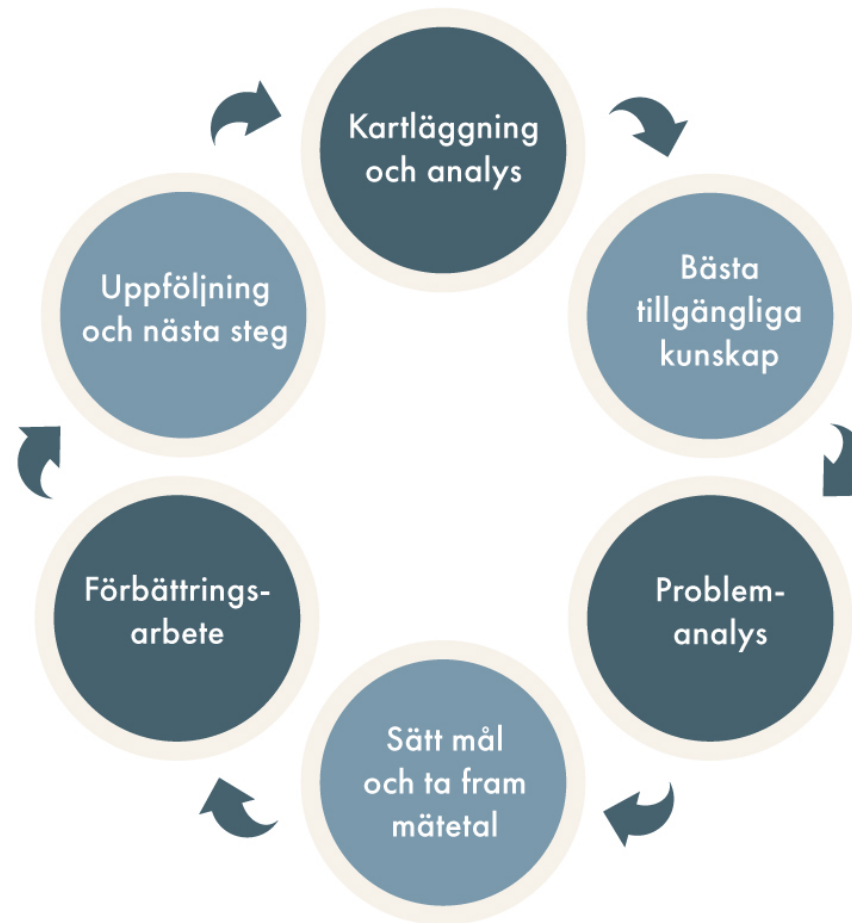 Kartläggning
och analys
Bästa
tillgängliga
kunskap
Problem-
analys
Sätt mål
och ta fram
mätetal
Förbättrings-
arbete
Uppföljning
och nästa steg